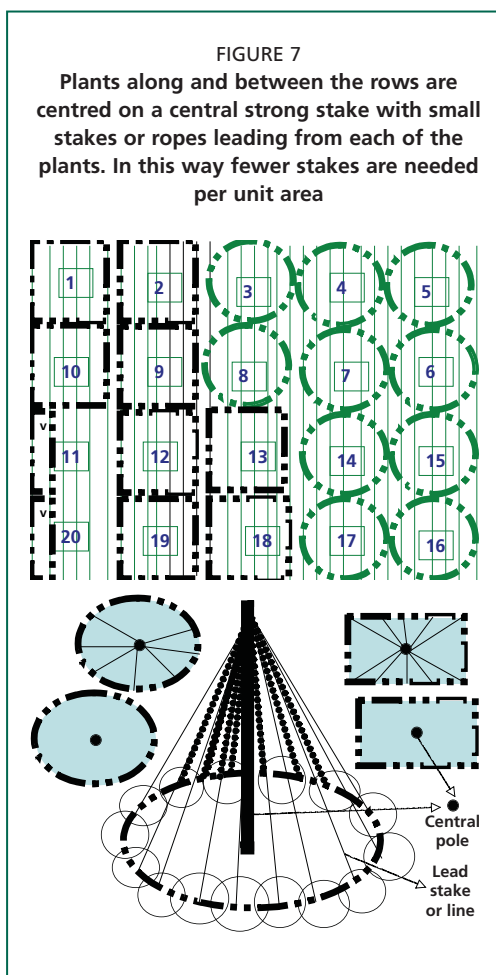 FIGURE 7
Plants along and between the rows are
centred on a central strong stake with small
stakes or ropes leading from each of the
plants. In this way fewer stakes are needed
per unit area
1 2 3 4 5
10 9 8 7 6
v
11 12 13 14 15
v
20 19 18 17 16
Central
pole
Lead
stake
or line